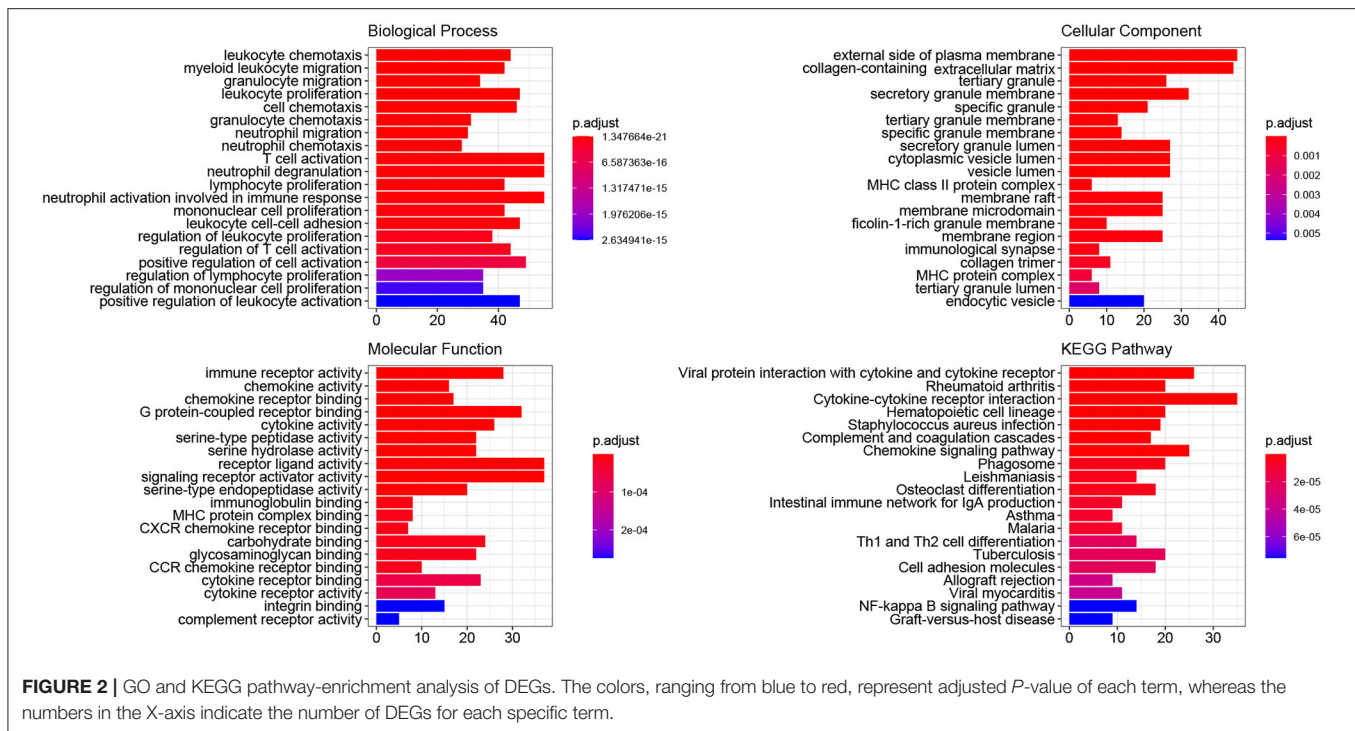 Biological Process
leukocyte chemotaxis
myeloid leukocyte migration
granulocyte migration
leukocyte proliferation
cell chemotaxis
granulocyte chemotaxis
neutrophil migration
neutrophil chemotaxis
T cell activation
neutrophil degranulation
lymphocyte proliferation
neutrophil activation involved in immune response
mononuclear cell proliferation
leukocyte cell-cell adhesion
regulation of leukocyte proliferation
regulation of T cell activation
positive regulation of cell activation
regulation of lymphocyte proliferation
regulation of mononuclear cell proliferation
positive regulation of leukocyte activation
0 20 40
p.adjust
1.347664e-21
6.587363e-16
1.317471e-15
1.976206e-15
2.634941e-15
Cellular Component
external side of plasma membrane
collagen-containing extracellular matrix
tertiary granule
secretory granule membrane
specific granule
tertiary granule membrane
specific granule membrane
secretory granule lumen
cytoplasmic vesicle lumen
vesicle lumen
MHC class II protein complex
membrane raft
membrane microdomain
ficolin-1-rich granule membrane
membrane region
immunological synapse
collagen trimer
MHC protein complex
tertiary granule lumen
endocytic vesicle
0 10 20 30 40
p.adjust
0.001
0.002
0.003
0.004
0.005
Molecular Function
immune receptor activity
chemokine activity
chemokine receptor binding
G protein-coupled receptor binding
cytokine activity
serine-type peptidase activity
serine hydrolase activity
receptor ligand activity
signaling receptor activator activity
serine-type endopeptidase activity
immunoglobulin binding
MHC protein complex binding
CXCR chemokine receptor binding
carbohydrate binding
glycosaminoglycan binding
CCR chemokine receptor binding
cytokine receptor binding
cytokine receptor activity
integrin binding
complement receptor activity
0 10 20 30
p.adjust
1e-04
2e-04
KEGG Pathway
Viral protein interaction with cytokine and cytokine receptor
Rheumatoid arthritis
Cytokine-cytokine receptor interaction
Hematopoietic cell lineage
Staphylococcus aureus infection
Complement and coagulation cascades
Chemokine signaling pathway
Phagosome
Leishmaniasis
Osteoclast differentiation
Intestinal immune network for IgA production
Asthma
Malaria
Th1 and Th2 cell differentiation
Tuberculosis
Cell adhesion molecules
Allograft rejection
Viral myocarditis
NF-kappa B signaling pathway
Graft-versus-host disease
0 10 20 30
p.adjust
2e-05
4e-05
6e-05
FIGURE 2 | GO and KEGG pathway-enrichment analysis of DEGs. The colors, ranging from blue to red, represent adjusted P-value of each term, whereas the
numbers in the X-axis indicate the number of DEGs for each specific term.